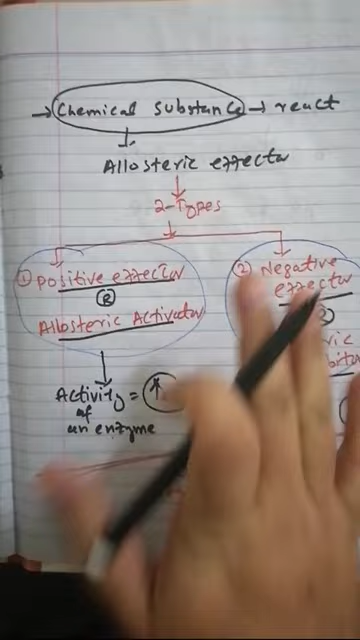 → Chemical Substance → react
Allosteric effector
2-Types
① Positive effector
② Negative
effector
Ⓡ
Allosteric Activator
ric
Activity = ↑
of
an enzyme